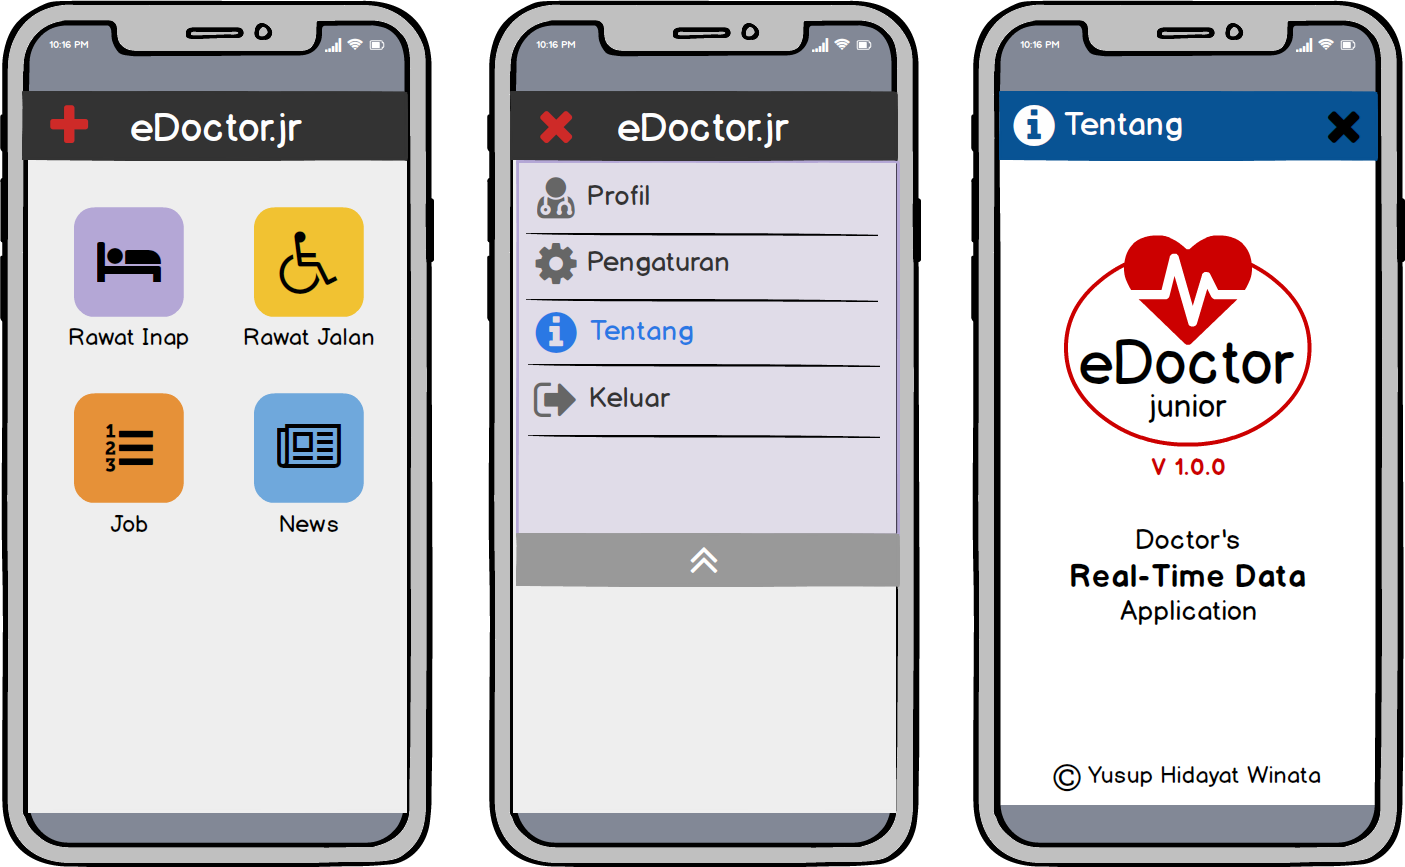 10:16 PM
eDoctor.jr
Rawat Inap
Rawat Jalan
1
2
3
Job
News
10:16 PM
eDoctor.jr
Profil
Pengaturan
Tentang
Keluar
10:16 PM
Tentang
eDoctor
junior
V 1.0.0
Doctor's
Real-Time Data
Application
© Yusup Hidayat Winata